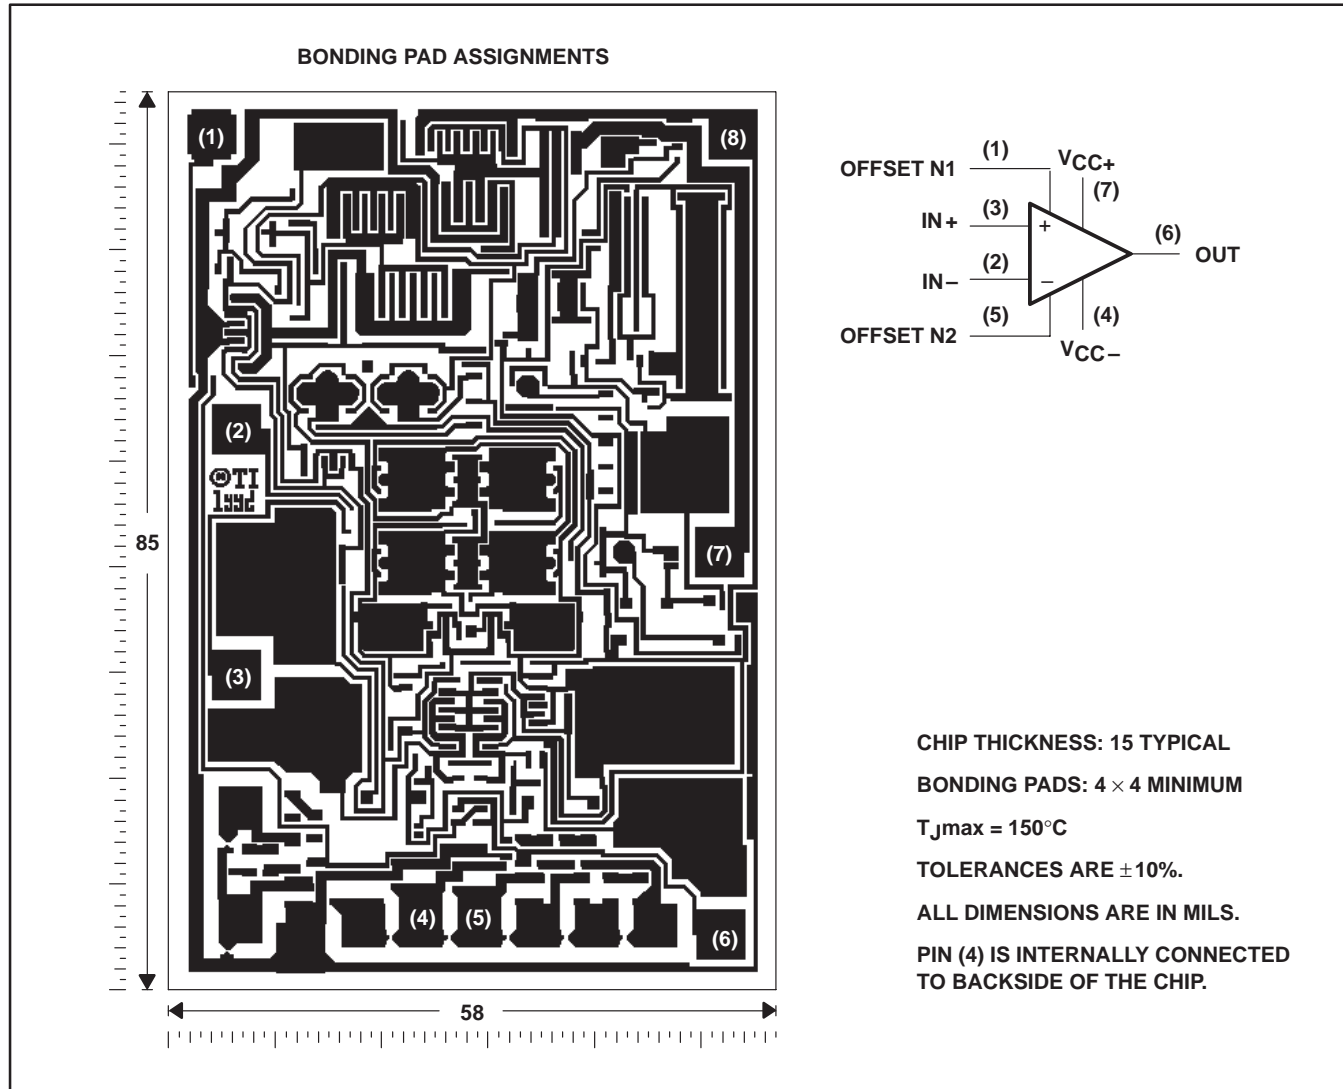 BONDING PAD ASSIGNMENTS
(1)
(8)
(2)
©TI
1992
85
(7)
(3)
(4)
(5)
(6)
58
OFFSET N1
(1)
VCC+
(7)
IN+
(3)
+
(6)
OUT
IN−
(2)
−
(5)
(4)
OFFSET N2
VCC−
CHIP THICKNESS: 15 TYPICAL
BONDING PADS: 4 × 4 MINIMUM
TJmax = 150°C
TOLERANCES ARE ±10%.
ALL DIMENSIONS ARE IN MILS.
PIN (4) IS INTERNALLY CONNECTED
TO BACKSIDE OF THE CHIP.